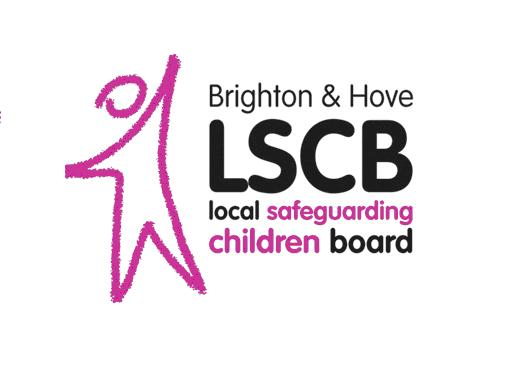 Brighton & Hove
LSCB
local safeguarding
children board